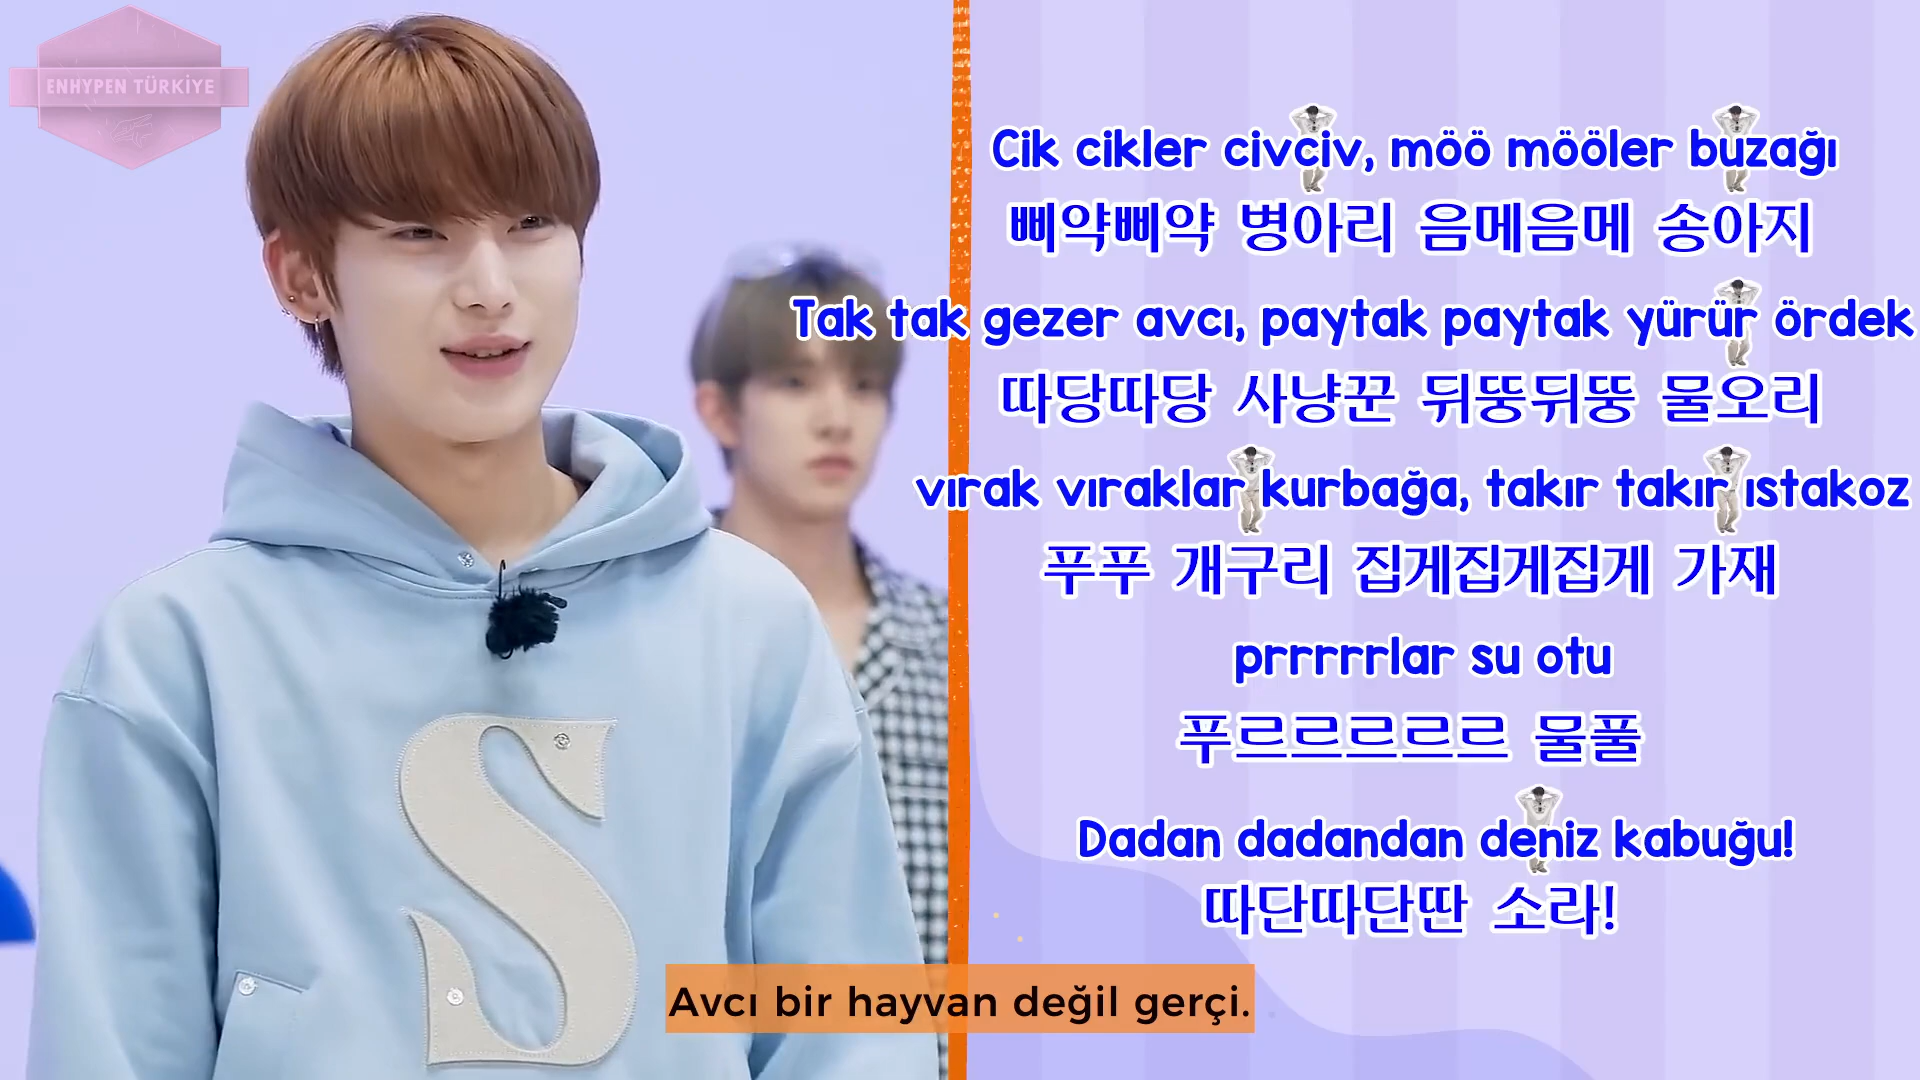 ENHYPEN TÜRKİYE
Cik cikler civciv, möö mööler buzağı
삐약삐약 병아리 음메음메 송아지
Tak tak gezer avcı, paytak paytak yürür ördek
따당따당 사냥꾼 뒤뚱뒤뚱 물오리
vırak vıraklar kurbağa, takır takır ıstakoz
푸푸 개구리 집게집게집게 가재
prrrrrlar su otu
푸르르르르르 물풀
Dadan dadandan deniz kabuğu!
따단따단딴 소라!
S
Avcı bir hayvan değil gerçi.